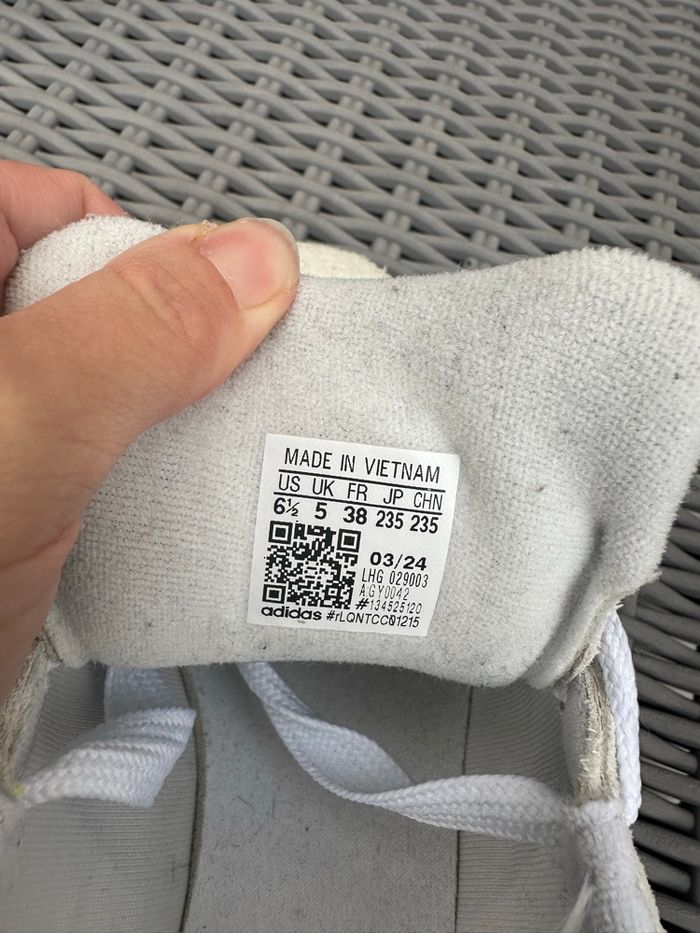 MADE IN VIETNAM
US UK FR JP CHN
6½ 5 38 235 235
03/24
LHG 029003
A:GY0042
#134525120
adidas #rLQNTCC01215